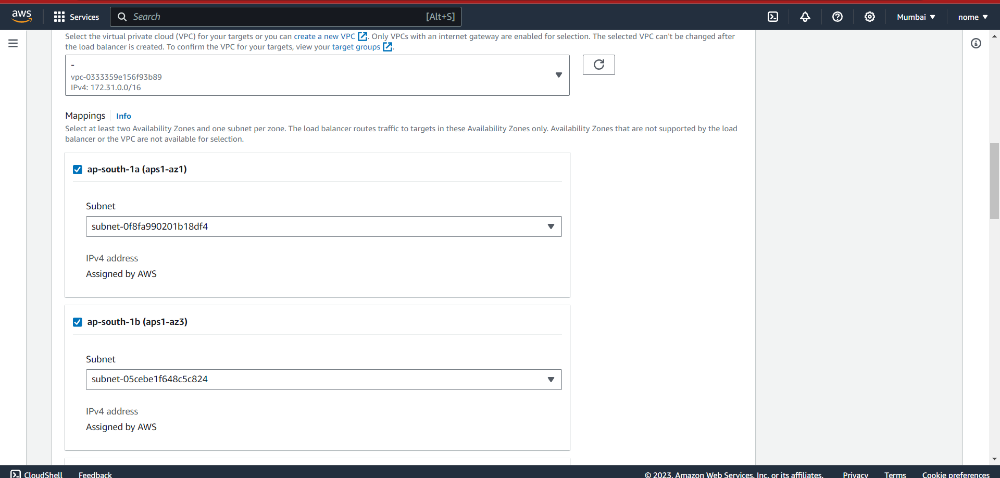 aws
Services
Search
[Alt+S]
Mumbai
nome
Select the virtual private cloud (VPC) for your targets or you can create a new VPC. Only VPCs with an internet gateway are enabled for selection. The selected VPC can't be changed after
the load balancer is created. To confirm the VPC for your targets, view your target groups.
-
vpc-0333359e156f93b89
IPv4: 172.31.0.0/16
Mappings
Info
Select at least two Availability Zones and one subnet per zone. The load balancer routes traffic to targets in these Availability Zones only. Availability Zones that are not supported by the load
balancer or the VPC are not available for selection.
ap-south-1a (aps1-az1)
Subnet
subnet-0f8fa990201b18df4
IPv4 address
Assigned by AWS
ap-south-1b (aps1-az3)
Subnet
subnet-05cebe1f648c5c824
IPv4 address
Assigned by AWS
CloudShell
Feedback
© 2023, Amazon Web Services, Inc. or its affiliates.
Privacy
Terms
Cookie preferences